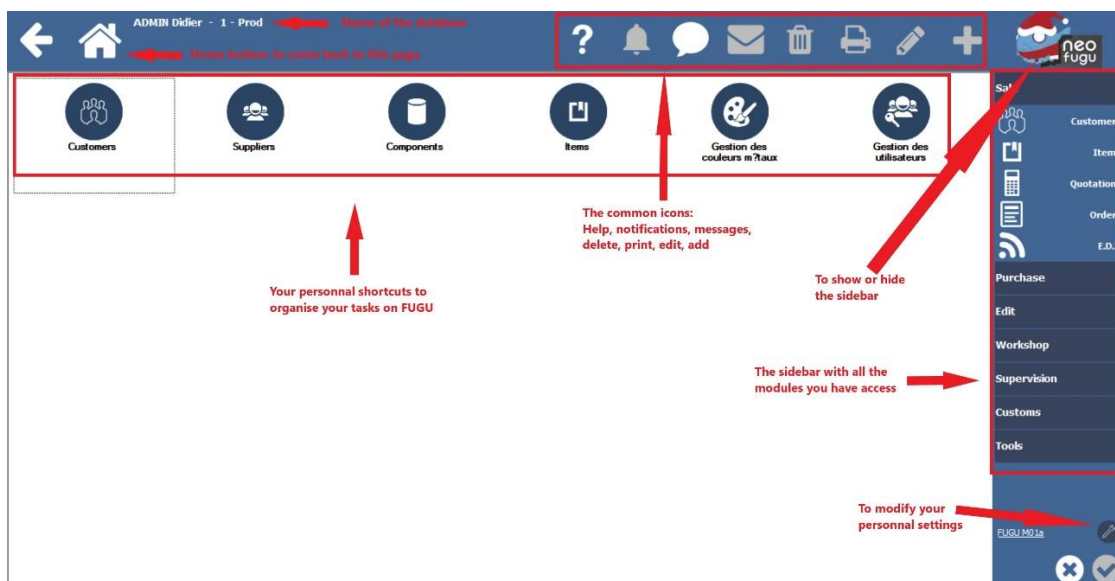 ADMIN Didier - 1 - Prod
Name of the database
Home button to come back to this page
neo
fugu
Customers
Suppliers
Components
Items
Gestion des
couleurs m?taux
Gestion des
utilisateurs
The common icons:
Help, notifications, messages,
delete, print, edit, add
Your personnal shortcuts to
organise your tasks on FUGU
To show or hide
the sidebar
The sidebar with all the
modules you have access
To modify your
personnal settings
Customer
Item
Quotation
Order
E.D.
Purchase
Edit
Workshop
Supervision
Customs
Tools
FUGU M01a